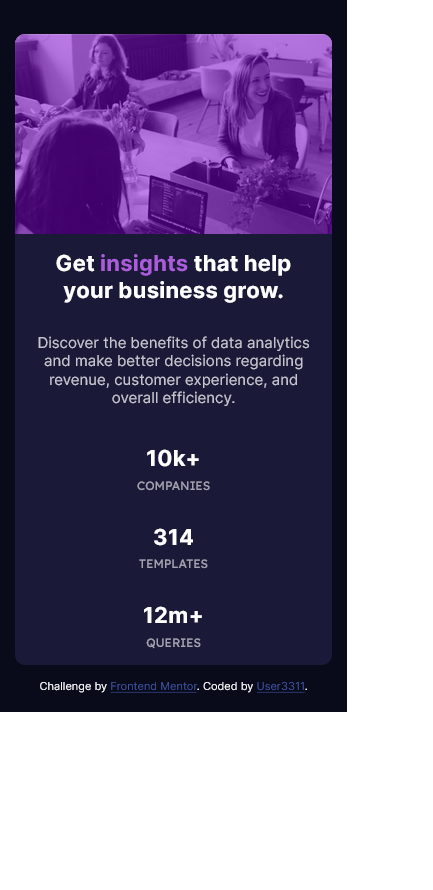 Get insights that help
your business grow.
Discover the benefits of data analytics
and make better decisions regarding
revenue, customer experience, and
overall efficiency.
10k+
COMPANIES
314
TEMPLATES
12m+
QUERIES
Challenge by Frontend Mentor. Coded by User3311.